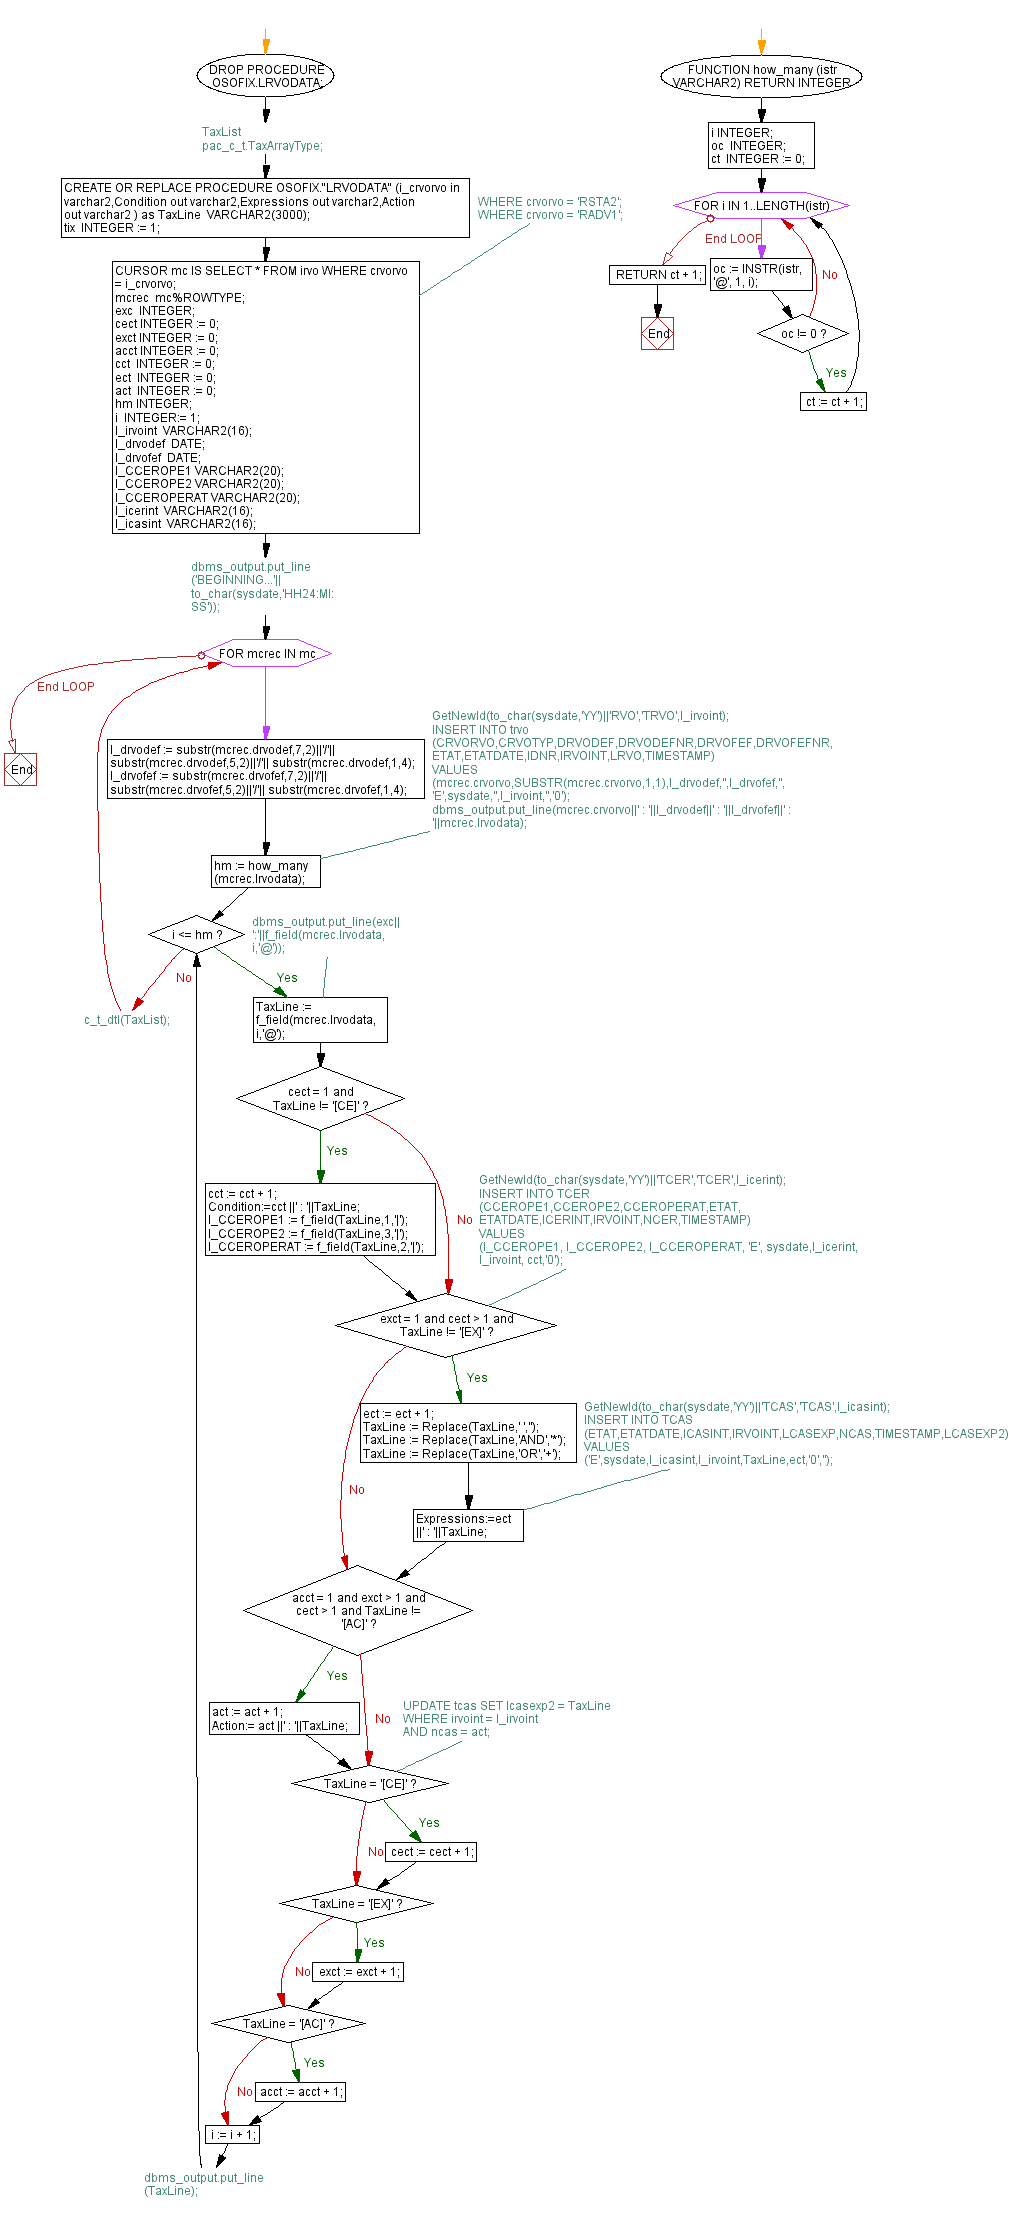 DROP PROCEDURE
OSOFIX.LRVODATA;
TaxList
pac_c_t.TaxArrayType;
CREATE OR REPLACE PROCEDURE OSOFIX."LRVODATA" (i_crvorvo in
varchar2,Condition out varchar2,Expressions out varchar2,Action
out varchar2 ) as TaxLine  VARCHAR2(3000);
tix  INTEGER := 1;
WHERE crvorvo = 'RSTA2';
WHERE crvorvo = 'RADV1';
CURSOR mc IS SELECT * FROM irvo WHERE crvorvo
= i_crvorvo;
mcrec  mc%ROWTYPE;
exc  INTEGER;
cect INTEGER := 0;
exct INTEGER := 0;
acct INTEGER := 0;
cct  INTEGER := 0;
ect  INTEGER := 0;
act  INTEGER := 0;
hm INTEGER;
i  INTEGER:= 1;
l_irvoint  VARCHAR2(16);
l_drvodef  DATE;
l_drvofef  DATE;
l_CCEROPE1 VARCHAR2(20);
l_CCEROPE2 VARCHAR2(20);
l_CCEROPERAT VARCHAR2(20);
l_icerint  VARCHAR2(16);
l_icasint  VARCHAR2(16);
dbms_output.put_line
('BEGINNING...'||
to_char(sysdate,'HH24:MI:
SS'));
FOR mcrec IN mc
End LOOP
End
l_drvodef := substr(mcrec.drvodef,7,2)||'/'||
substr(mcrec.drvodef,5,2)||'/'|| substr(mcrec.drvodef,1,4);
l_drvofef := substr(mcrec.drvofef,7,2)||'/'||
substr(mcrec.drvofef,5,2)||'/'|| substr(mcrec.drvofef,1,4);
GetNewId(to_char(sysdate,'YY')||'RVO','TRVO',l_irvoint);
INSERT INTO trvo
(CRVORVO,CRVOTYP,DRVODEF,DRVODEFNR,DRVOFEF,DRVOFEFNR,
ETAT,ETATDATE,IDNR,IRVOINT,LRVO,TIMESTAMP)
VALUES
(mcrec.crvorvo,SUBSTR(mcrec.crvorvo,1,1),l_drvodef,'',l_drvofef,'',
'E',sysdate,'',l_irvoint,'','0');
dbms_output.put_line(mcrec.crvorvo||' : '||l_drvodef||' : '||l_drvofef||' :
'||mcrec.lrvodata);
hm := how_many
(mcrec.lrvodata);
i <= hm ?
No
Yes
c_t_dtl(TaxList);
dbms_output.put_line(exc||
':'||f_field(mcrec.lrvodata,
i,'@'));
TaxLine :=
f_field(mcrec.lrvodata,
i,'@');
cect = 1 and
TaxLine != '[CE]' ?
Yes
No
cct := cct + 1;
Condition:=cct ||' : '||TaxLine;
l_CCEROPE1 := f_field(TaxLine,1,'|');
l_CCEROPE2 := f_field(TaxLine,3,'|');
l_CCEROPERAT := f_field(TaxLine,2,'|');
GetNewId(to_char(sysdate,'YY')||'TCER','TCER',l_icerint);
INSERT INTO TCER
(CCEROPE1,CCEROPE2,CCEROPERAT,ETAT,
ETATDATE,ICERINT,IRVOINT,NCER,TIMESTAMP)
VALUES
(l_CCEROPE1, l_CCEROPE2, l_CCEROPERAT, 'E', sysdate,l_icerint,
l_irvoint, cct,'0');
exct = 1 and cect > 1 and
TaxLine != '[EX]' ?
Yes
No
ect := ect + 1;
TaxLine := Replace(TaxLine,' ','');
TaxLine := Replace(TaxLine,'AND','*');
TaxLine := Replace(TaxLine,'OR','+');
GetNewId(to_char(sysdate,'YY')||'TCAS','TCAS',l_icasint);
INSERT INTO TCAS
(ETAT,ETATDATE,ICASINT,IRVOINT,LCASEXP,NCAS,TIMESTAMP,LCASEXP2)
VALUES
('E',sysdate,l_icasint,l_irvoint,TaxLine,ect,'0','');
Expressions:=ect
||' : '||TaxLine;
acct = 1 and exct > 1 and
cect > 1 and TaxLine !=
'[AC]' ?
Yes
No
act := act + 1;
Action:= act ||' : '||TaxLine;
UPDATE tcas SET lcasexp2 = TaxLine
WHERE irvoint = l_irvoint
AND ncas = act;
TaxLine = '[CE]' ?
Yes
No
cect := cect + 1;
TaxLine = '[EX]' ?
Yes
No
exct := exct + 1;
TaxLine = '[AC]' ?
Yes
No
acct := acct + 1;
i := i + 1;
dbms_output.put_line
(TaxLine);
FUNCTION how_many (istr
VARCHAR2) RETURN INTEGER
i INTEGER;
oc  INTEGER;
ct  INTEGER := 0;
FOR i IN 1..LENGTH(istr)
End LOOP
RETURN ct + 1;
End
oc := INSTR(istr,
'@', 1, i);
No
oc != 0 ?
Yes
ct := ct + 1;